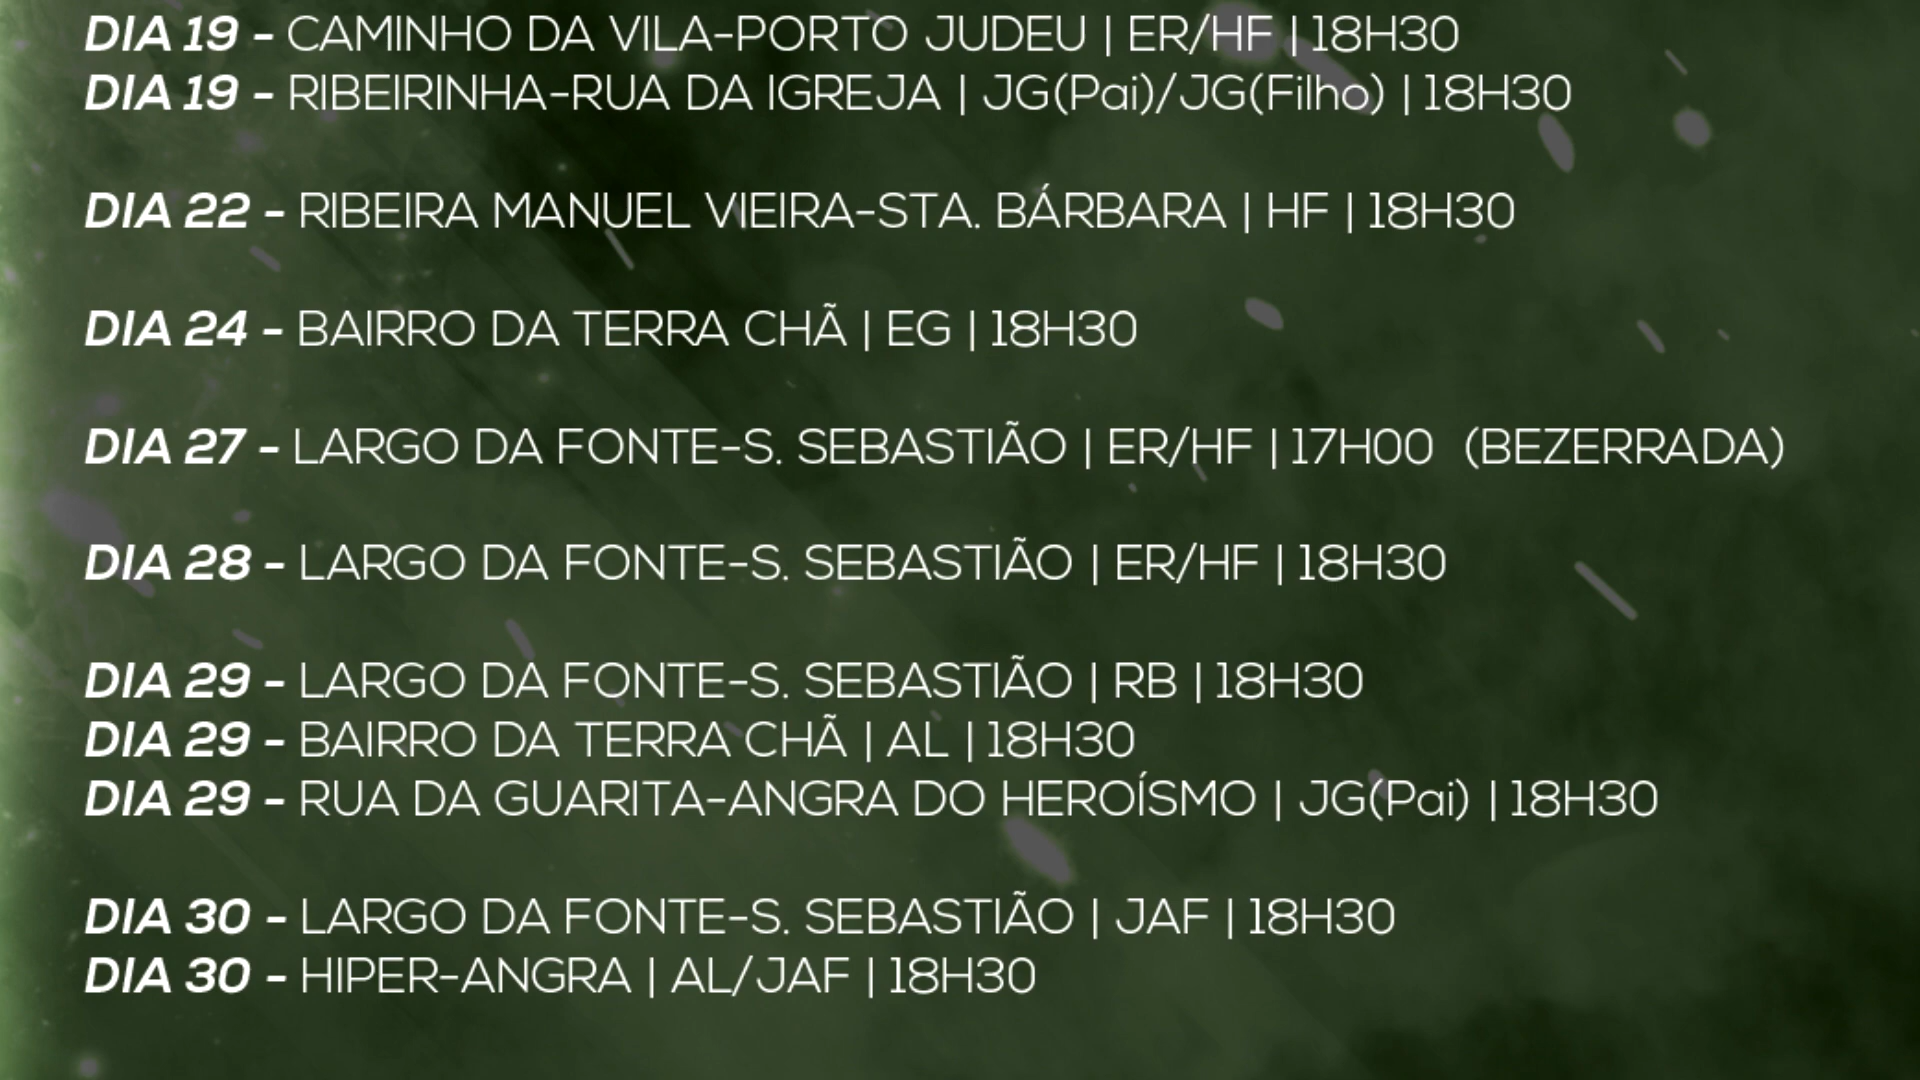 DIA 19 - CAMINHO DA VILA-PORTO JUDEU | ER/HF | 18H30
DIA 19 - RIBEIRINHA-RUA DA IGREJA | JG(Pai)/JG(Filho) | 18H30
DIA 22 - RIBEIRA MANUEL VIEIRA-STA. BÁRBARA | HF | 18H30
DIA 24 - BAIRRO DA TERRA CHÃ | EG | 18H30
DIA 27 - LARGO DA FONTE-S. SEBASTIÃO | ER/HF | 17H00 (BEZERRADA)
DIA 28 - LARGO DA FONTE-S. SEBASTIÃO | ER/HF | 18H30
DIA 29 - LARGO DA FONTE-S. SEBASTIÃO | RB | 18H30
DIA 29 - BAIRRO DA TERRA CHÃ | AL | 18H30
DIA 29 - RUA DA GUARITA-ANGRA DO HEROÍSMO | JG(Pai) | 18H30
DIA 30 - LARGO DA FONTE-S. SEBASTIÃO | JAF | 18H30
DIA 30 - HIPER-ANGRA | AL/JAF | 18H30